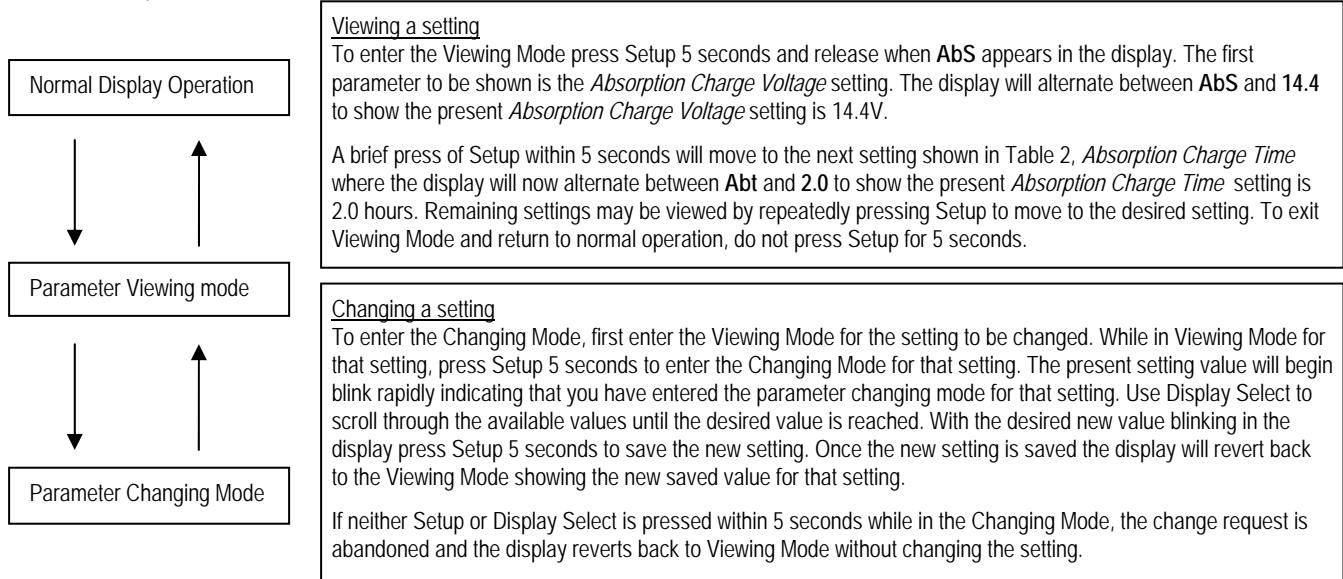 Normal Display Operation
Parameter Viewing mode
Parameter Changing Mode
Viewing a setting
To enter the Viewing Mode press Setup 5 seconds and release when AbS appears in the display. The first
parameter to be shown is the Absorption Charge Voltage setting. The display will alternate between AbS and 14.4
to show the present Absorption Charge Voltage setting is 14.4V.
A brief press of Setup within 5 seconds will move to the next setting shown in Table 2, Absorption Charge Time
where the display will now alternate between Abt and 2.0 to show the present Absorption Charge Time setting is
2.0 hours. Remaining settings may be viewed by repeatedly pressing Setup to move to the desired setting. To exit
Viewing Mode and return to normal operation, do not press Setup for 5 seconds.
Changing a setting
To enter the Changing Mode, first enter the Viewing Mode for the setting to be changed. While in Viewing Mode for
that setting, press Setup 5 seconds to enter the Changing Mode for that setting. The present setting value will begin
blink rapidly indicating that you have entered the parameter changing mode for that setting. Use Display Select to
scroll through the available values until the desired value is reached. With the desired new value blinking in the
display press Setup 5 seconds to save the new setting. Once the new setting is saved the display will revert back
to the Viewing Mode showing the new saved value for that setting.
If neither Setup or Display Select is pressed within 5 seconds while in the Changing Mode, the change request is
abandoned and the display reverts back to Viewing Mode without changing the setting.